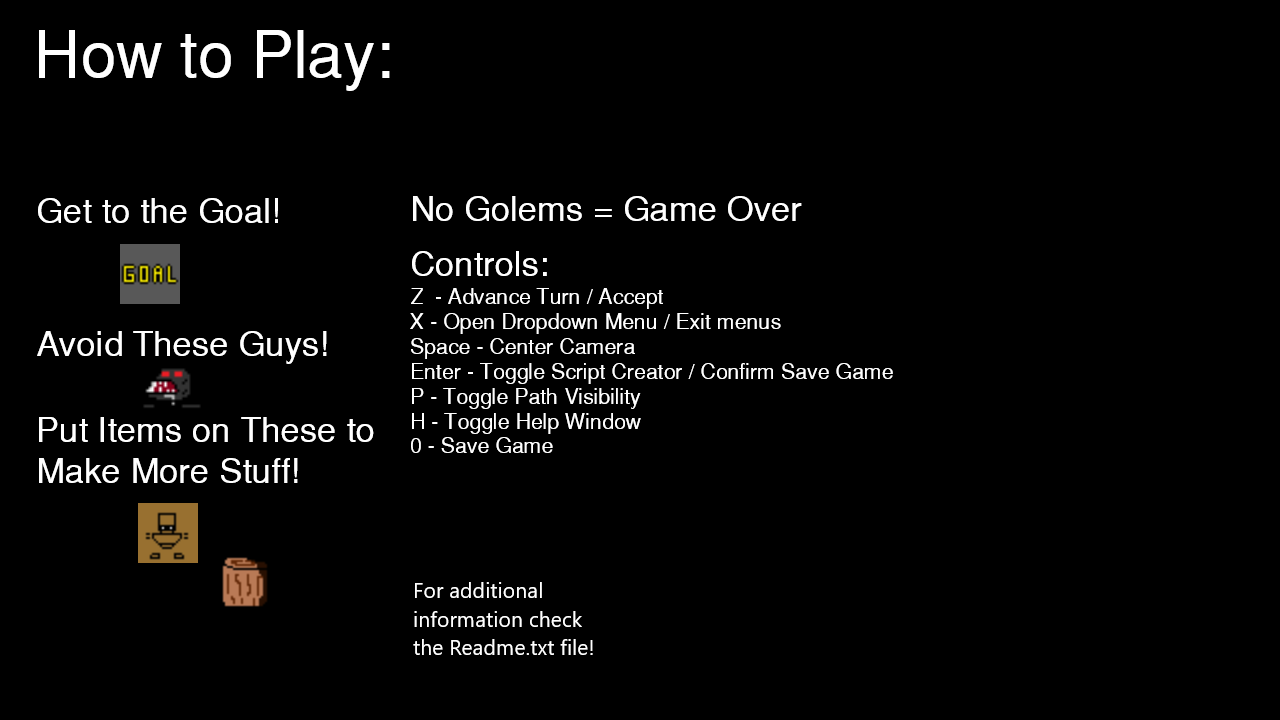 How to Play:
Get to the Goal!
GOAL
Avoid These Guys!
Put Items on These to
Make More Stuff!
No Golems = Game Over
Controls:
Z  - Advance Turn / Accept
X - Open Dropdown Menu / Exit menus
Space - Center Camera
Enter - Toggle Script Creator / Confirm Save Game
P - Toggle Path Visibility
H - Toggle Help Window
0 - Save Game
For additional
information check
the Readme.txt file!